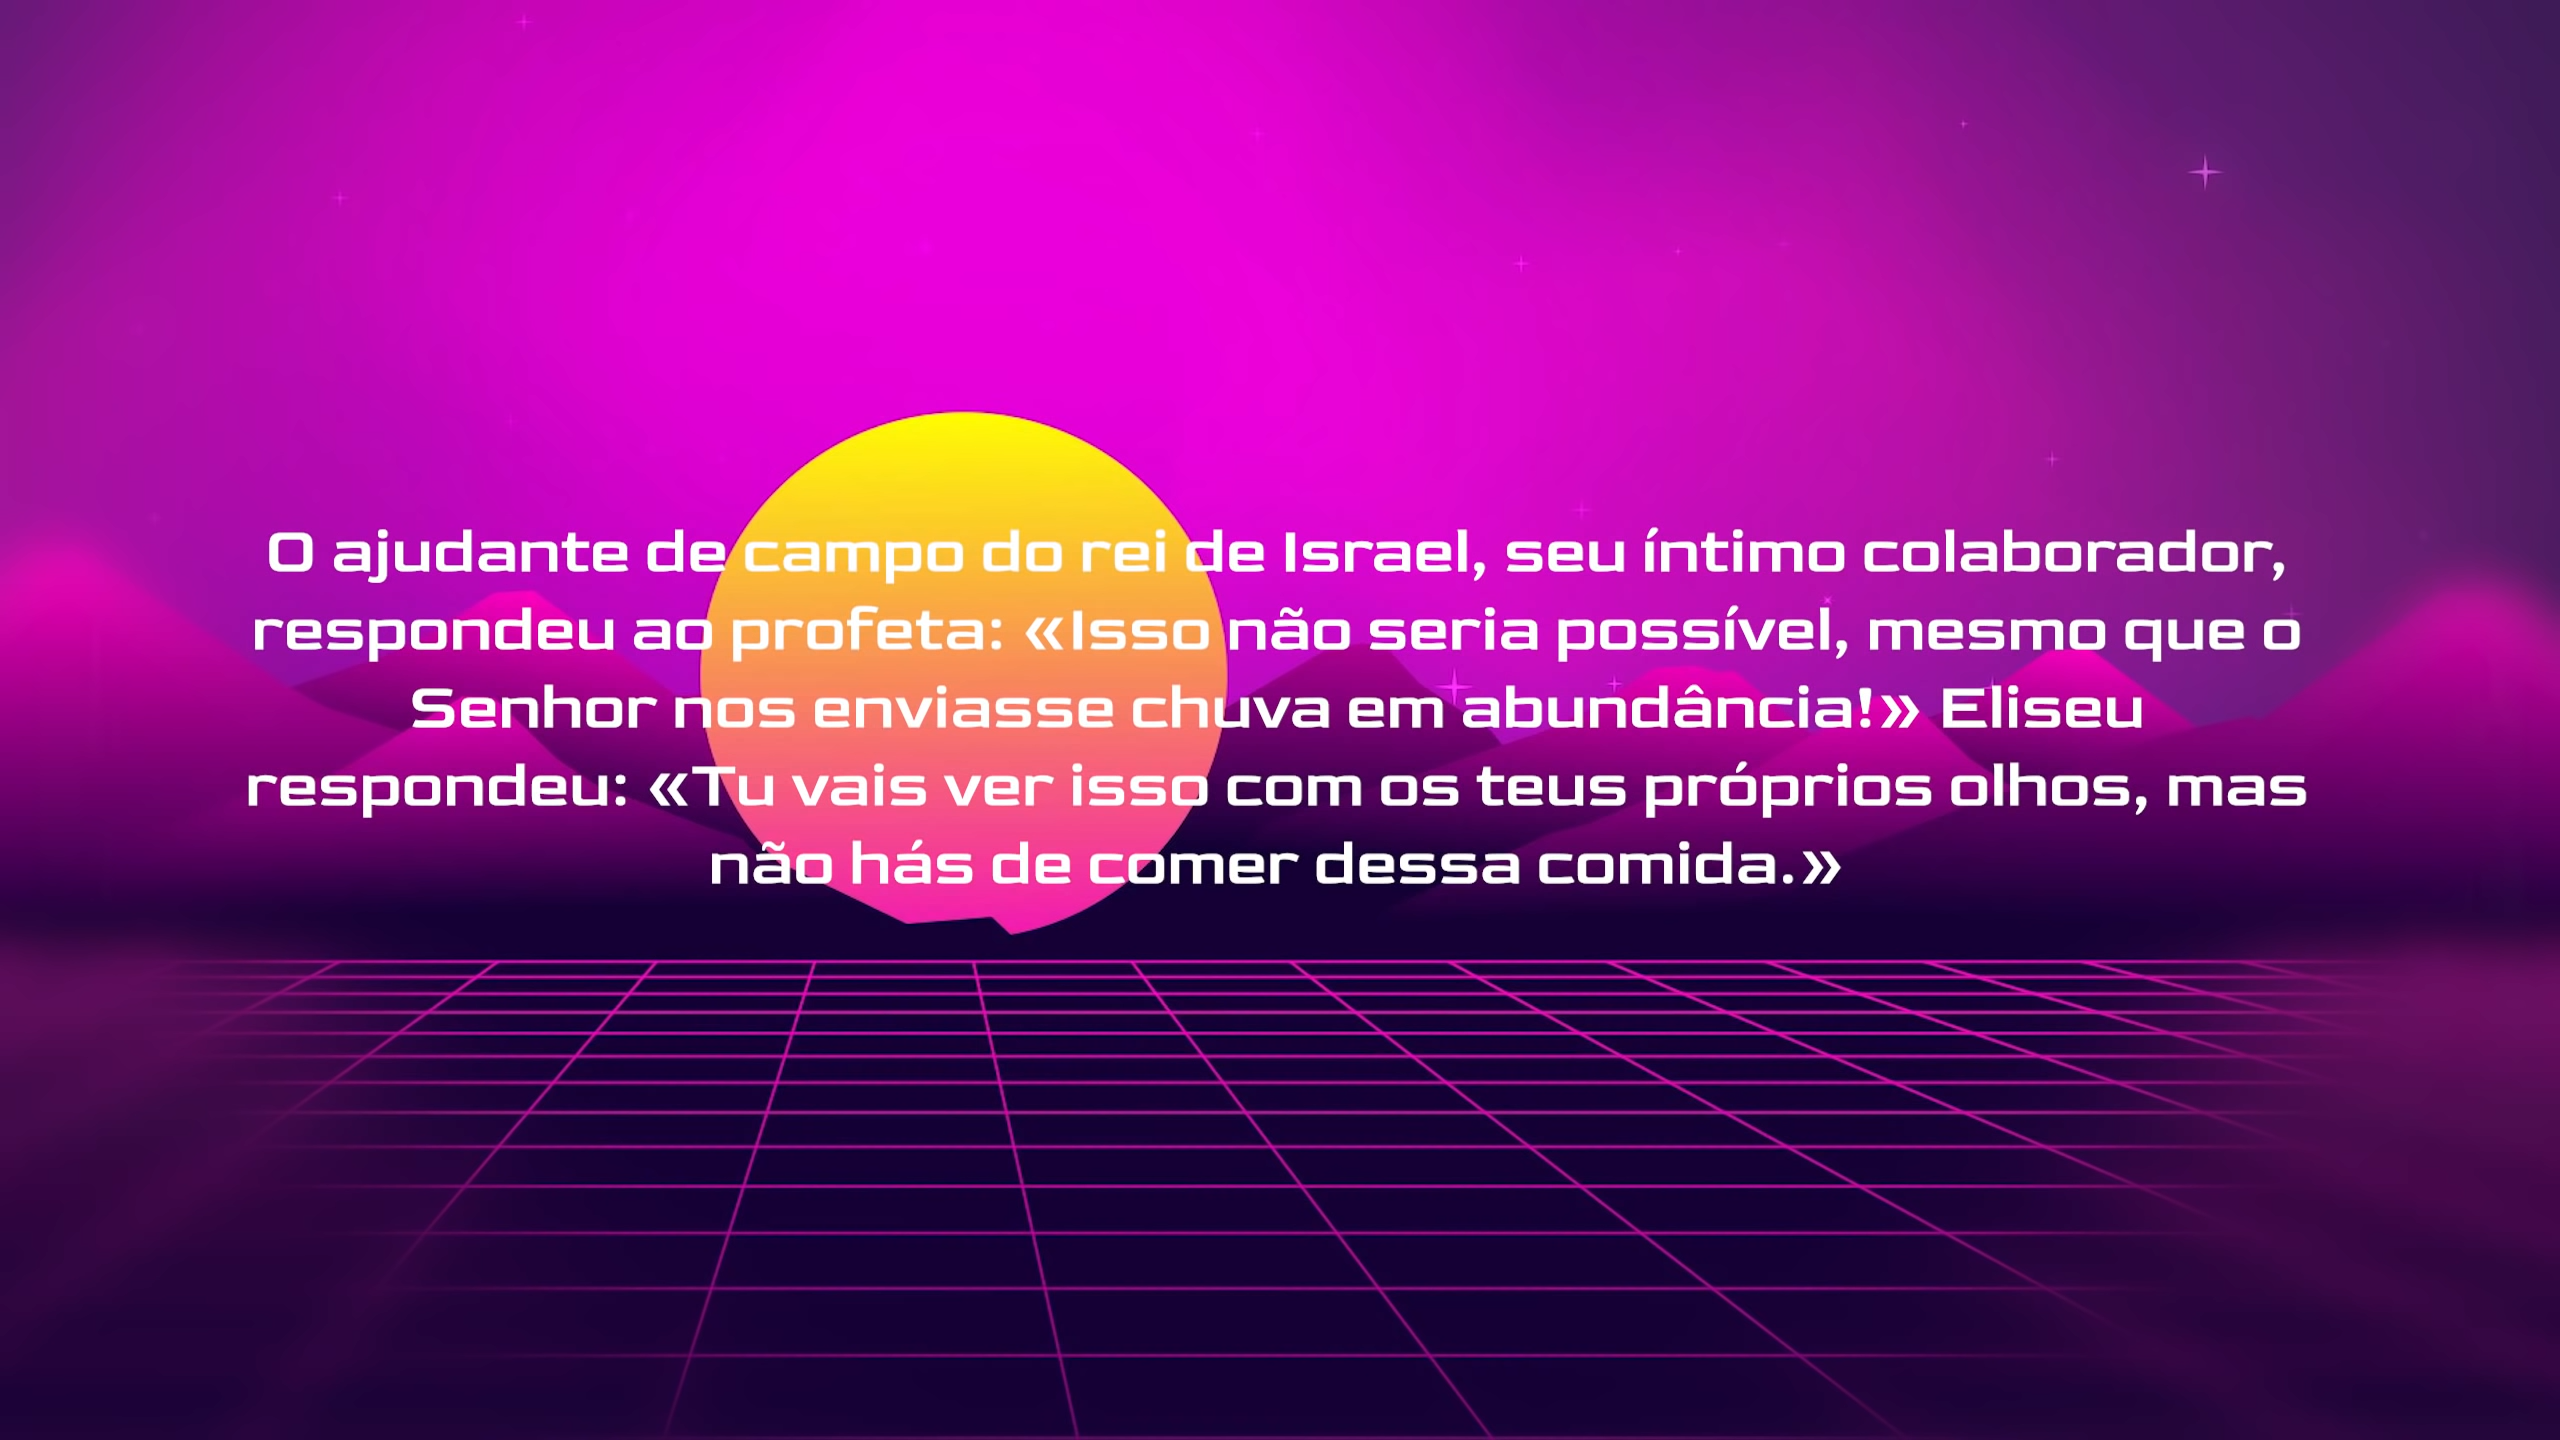 O ajudante de campo do rei de Israel, seu íntimo colaborador,
respondeu ao profeta: «Isso não seria possível, mesmo que o
Senhor nos enviasse chuva em abundância!» Eliseu
respondeu: «Tu vais ver isso com os teus próprios olhos, mas
não hás de comer dessa comida.»